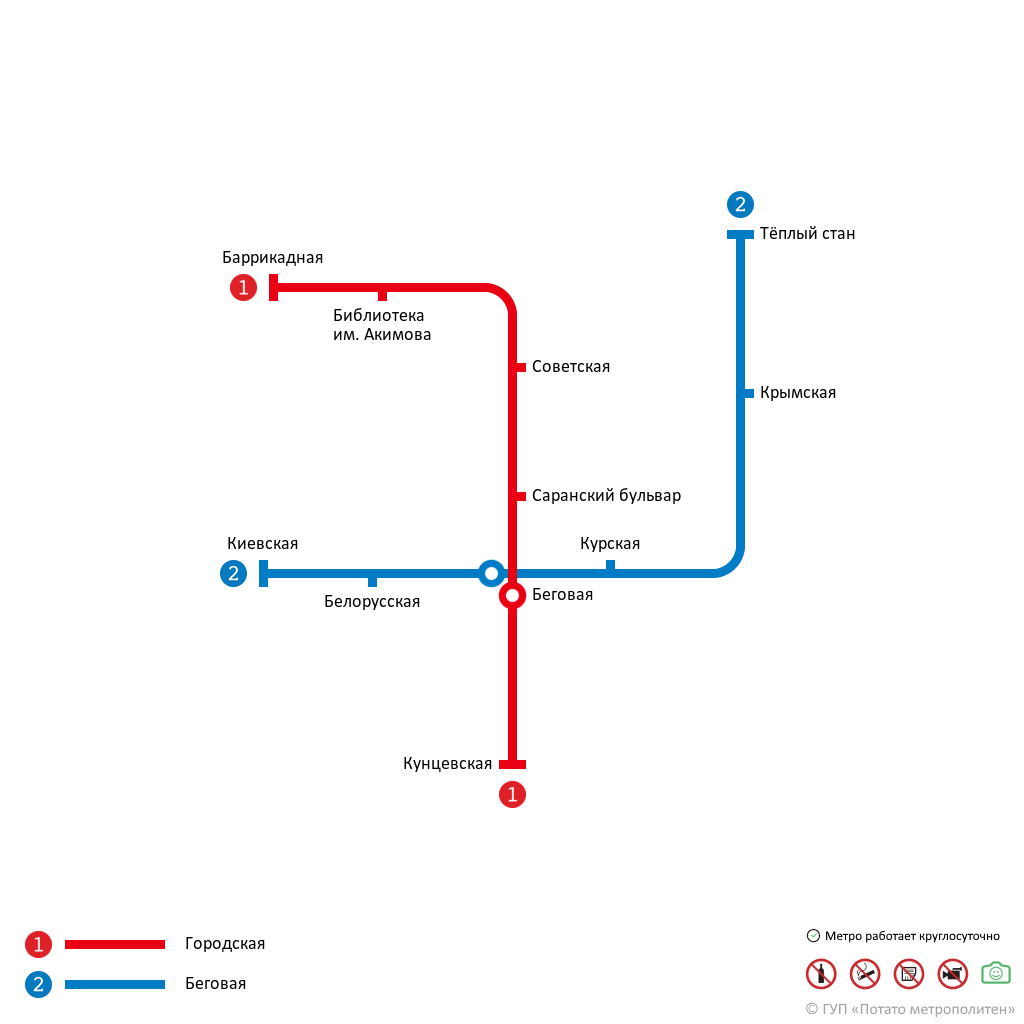 2
Тёплый стан
Баррикадная
1
Библиотека
им. Акимова
Советская
Крымская
Саранский бульвар
Киевская
Курская
2
Беговая
Белорусская
Кунцевская
1
1 Городская
2 Беговая
Метро работает круглосуточно
© ГУП «Потато метрополитен»